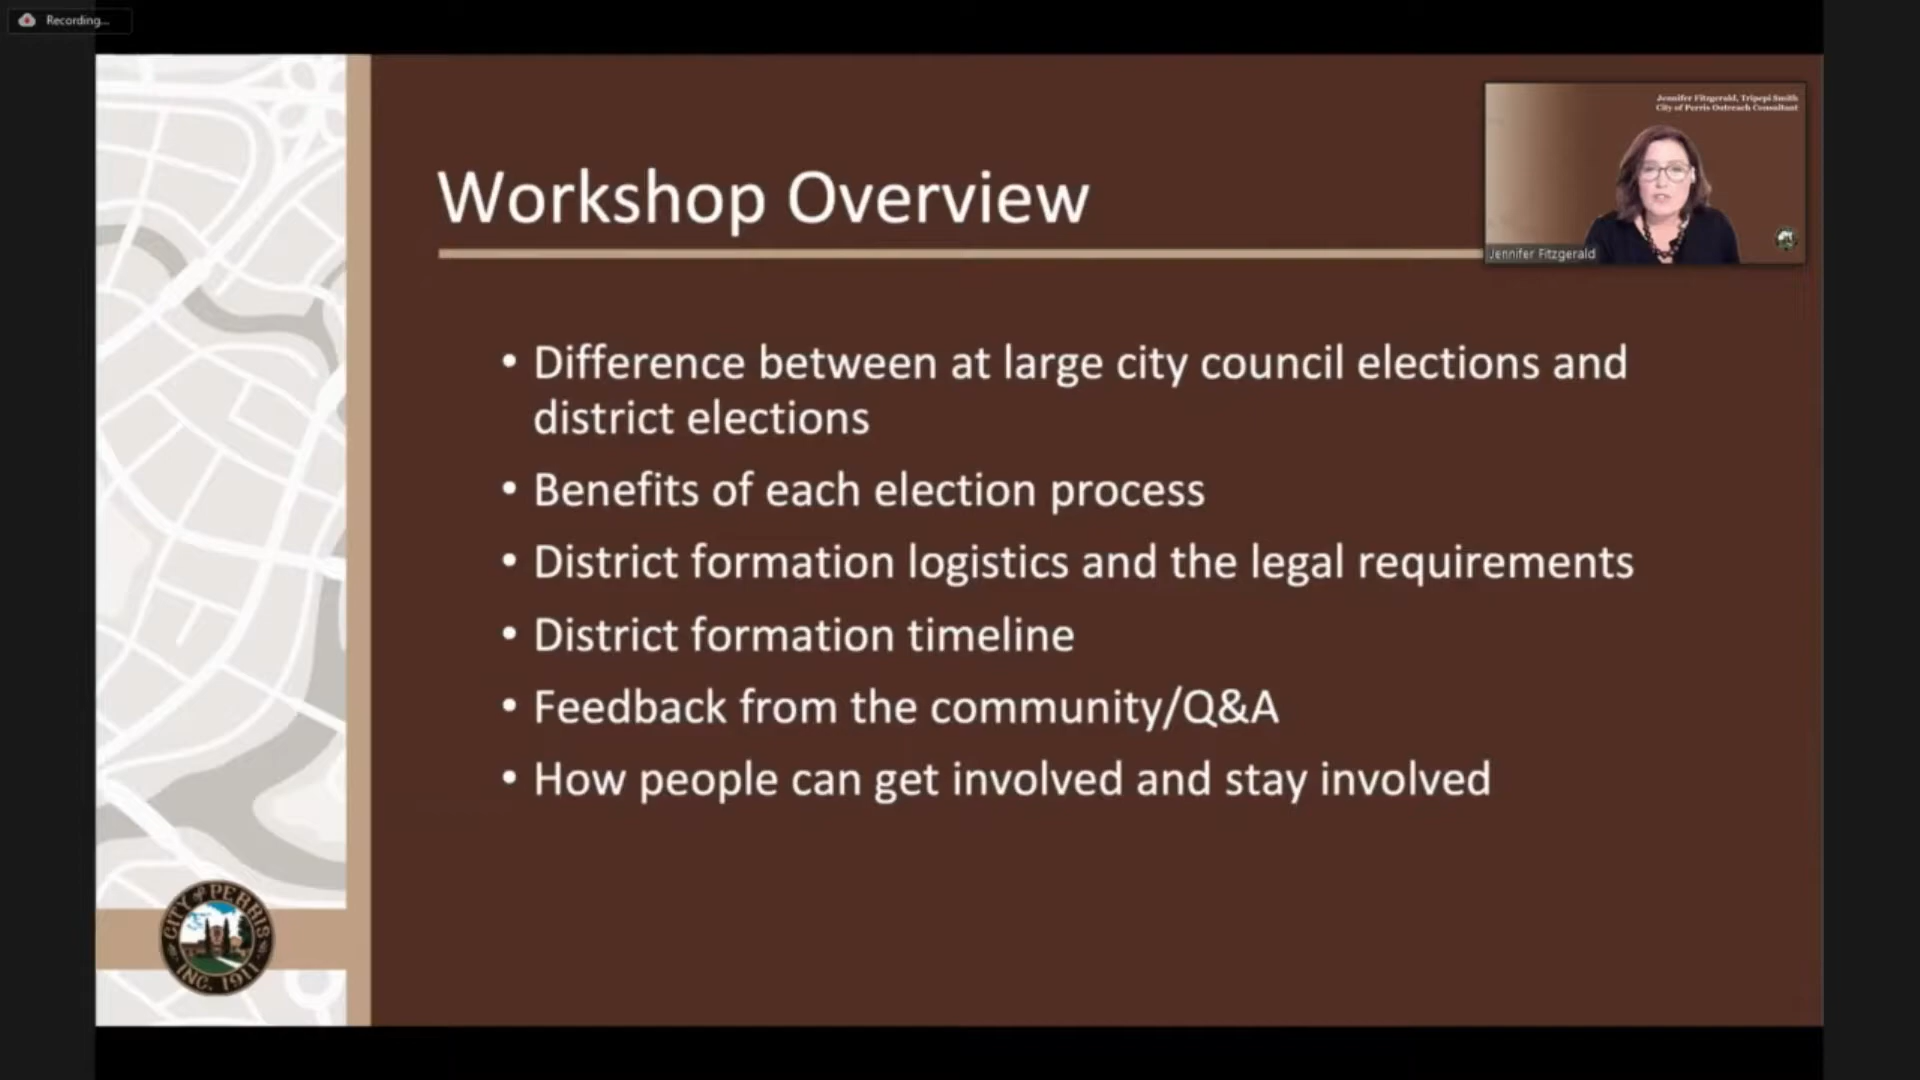 Recording...
Jennifer Fitzgerald, Tripepi Smith
City of Perris Outreach Consultant
Workshop Overview
Jennifer Fitzgerald
• Difference between at large city council elections and
district elections
• Benefits of each election process
• District formation logistics and the legal requirements
• District formation timeline
• Feedback from the community/Q&A
• How people can get involved and stay involved
CITY OF PERRIS
INC. 1911